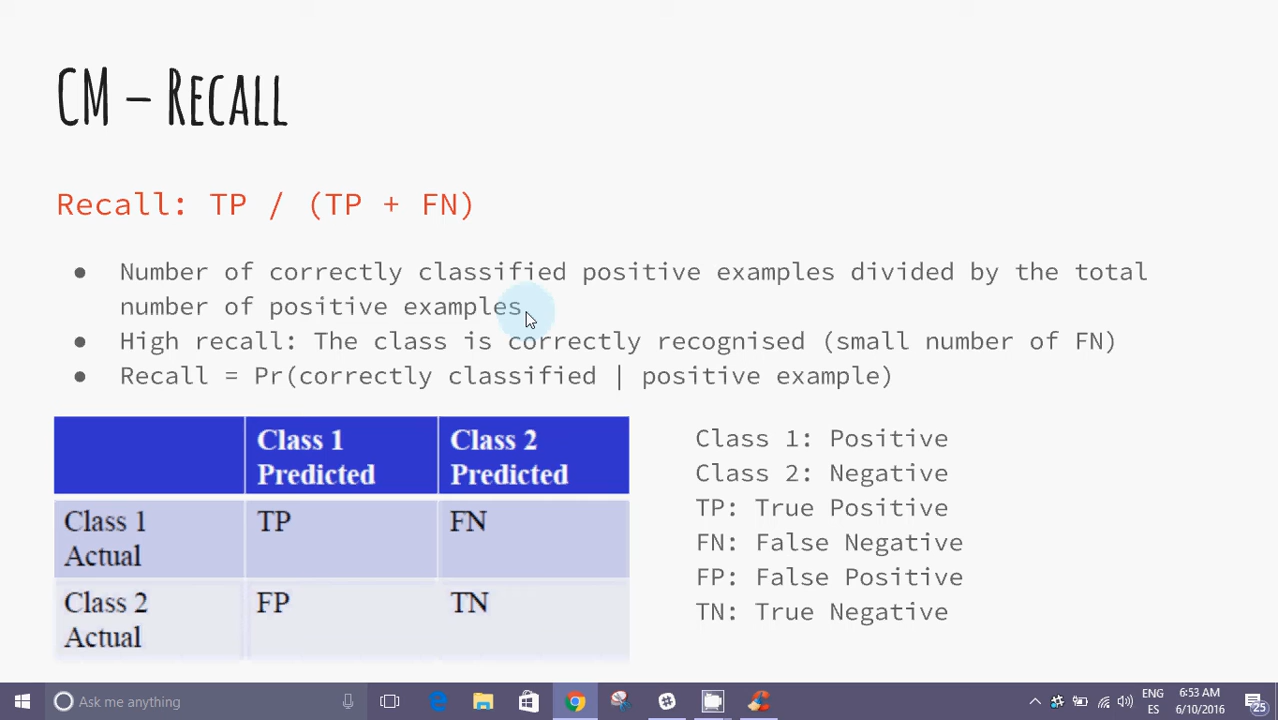 CM – Recall
Recall: TP / (TP + FN)
● Number of correctly classified positive examples divided by the total
number of positive examples
● High recall: The class is correctly recognised (small number of FN)
● Recall = Pr(correctly classified | positive example)
Class 1 Predicted
Class 2 Predicted
Class 1 Actual
TP
FN
Class 2 Actual
FP
TN
Class 1: Positive
Class 2: Negative
TP: True Positive
FN: False Negative
FP: False Positive
TN: True Negative
Ask me anything
ENG
ES
6:53 AM
6/10/2016
25